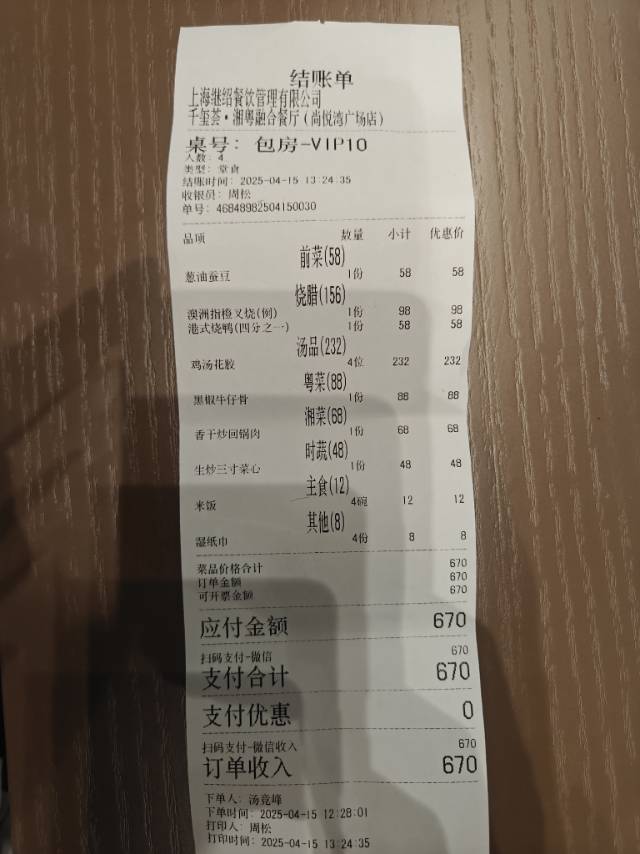 结账单
上海继绍餐饮管理有限公司
千玺荟·湘粤融合餐厅(尚悦湾广场店)
桌号: 包房-VIP10
人数: 4
类型: 堂食
结账时间: 2025-04-15 13:24:35
收银员: 周松
单号: 46848982504150030
品项 数量 小计 优惠价
前菜(58)
葱油蚕豆 1份 58 58
烧腊(156)
澳洲指橙叉烧(例) 1份 98 98
港式烧鸭(四分之一) 1份 58 58
汤品(232)
鸡汤花胶 4位 232 232
粤菜(88)
黑椒牛仔骨 1份 88 88
湘菜(68)
香干炒回锅肉 1份 68 68
时蔬(48)
生炒三寸菜心 1份 48 48
主食(12)
米饭 4碗 12 12
其他(8)
湿纸巾 4份 8 8
菜品价格合计 670
订单金额 670
可开票金额 670
应付金额 670
扫码支付-微信 670
支付合计 670
支付优惠 0
扫码支付-微信收入 670
订单收入 670
下单人: 汤竞峰
下单时间: 2025-04-15 12:28:01
打印人: 周松
打印时间: 2025-04-15 13:24:35